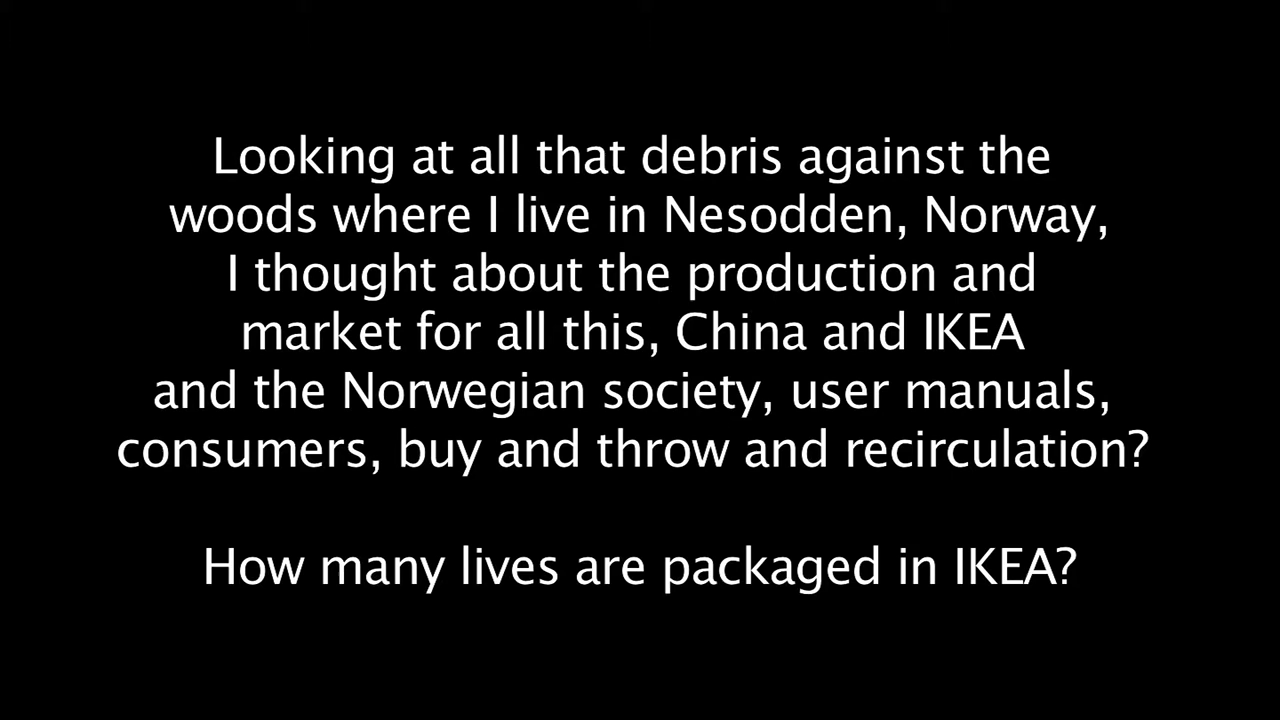 Looking at all that debris against the
woods where I live in Nesodden, Norway,
I thought about the production and
market for all this, China and IKEA
and the Norwegian society, user manuals,
consumers, buy and throw and recirculation?
How many lives are packaged in IKEA?